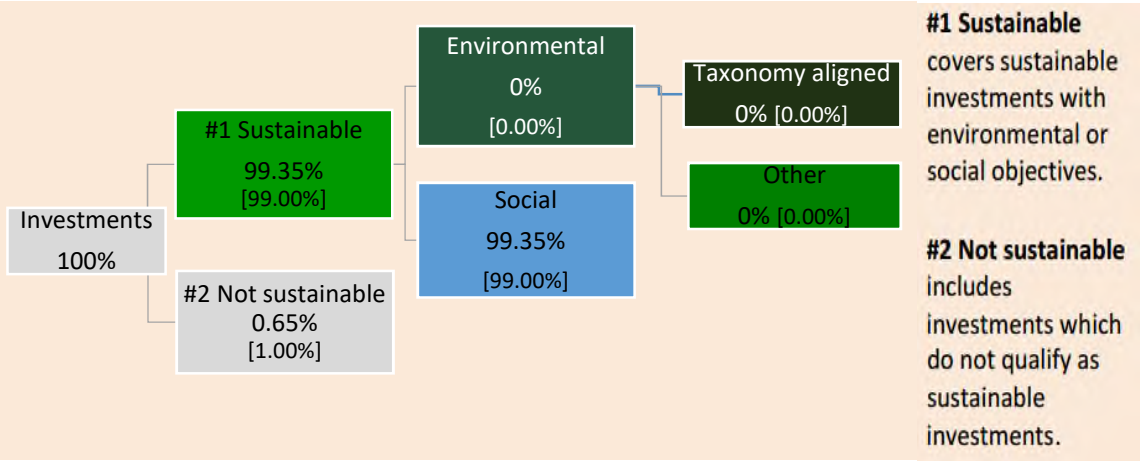 Investments
100%
#1 Sustainable
99.35%
[99.00%]
#2 Not sustainable
0.65%
[1.00%]
Environmental
0%
[0.00%]
Social
99.35%
[99.00%]
Taxonomy aligned
0% [0.00%]
Other
0% [0.00%]
#1 Sustainable
covers sustainable
investments with
environmental or
social objectives.
#2 Not sustainable
includes
investments which
do not qualify as
sustainable
investments.